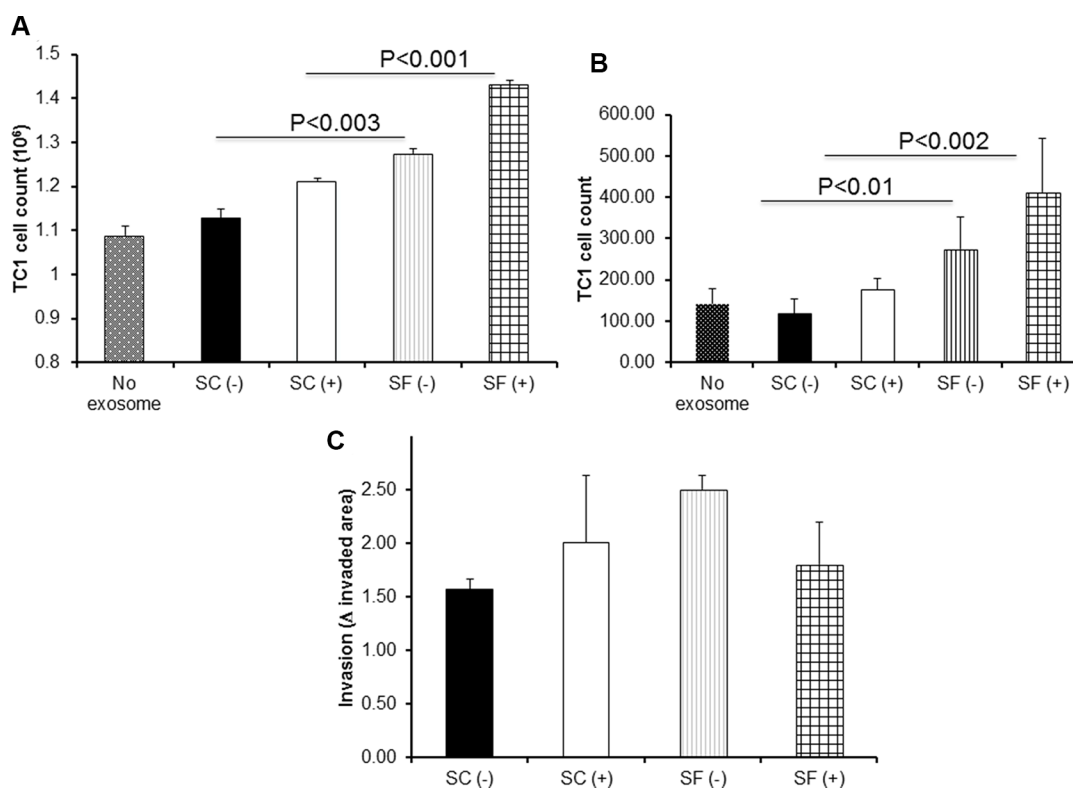 A
TC1 cell count (10⁶)
1.5
1.4
1.3
1.2
1.1
1
0.9
0.8
P<0.001
P<0.003
No exosome
SC (-)
SC (+)
SF (-)
SF (+)
B
TC1 cell count
600.00
500.00
400.00
300.00
200.00
100.00
0.00
P<0.002
P<0.01
No exosome
SC (-)
SC (+)
SF (-)
SF (+)
C
Invasion (Δ invaded area)
2.50
2.00
1.50
1.00
0.50
0.00
SC (-)
SC (+)
SF (-)
SF (+)